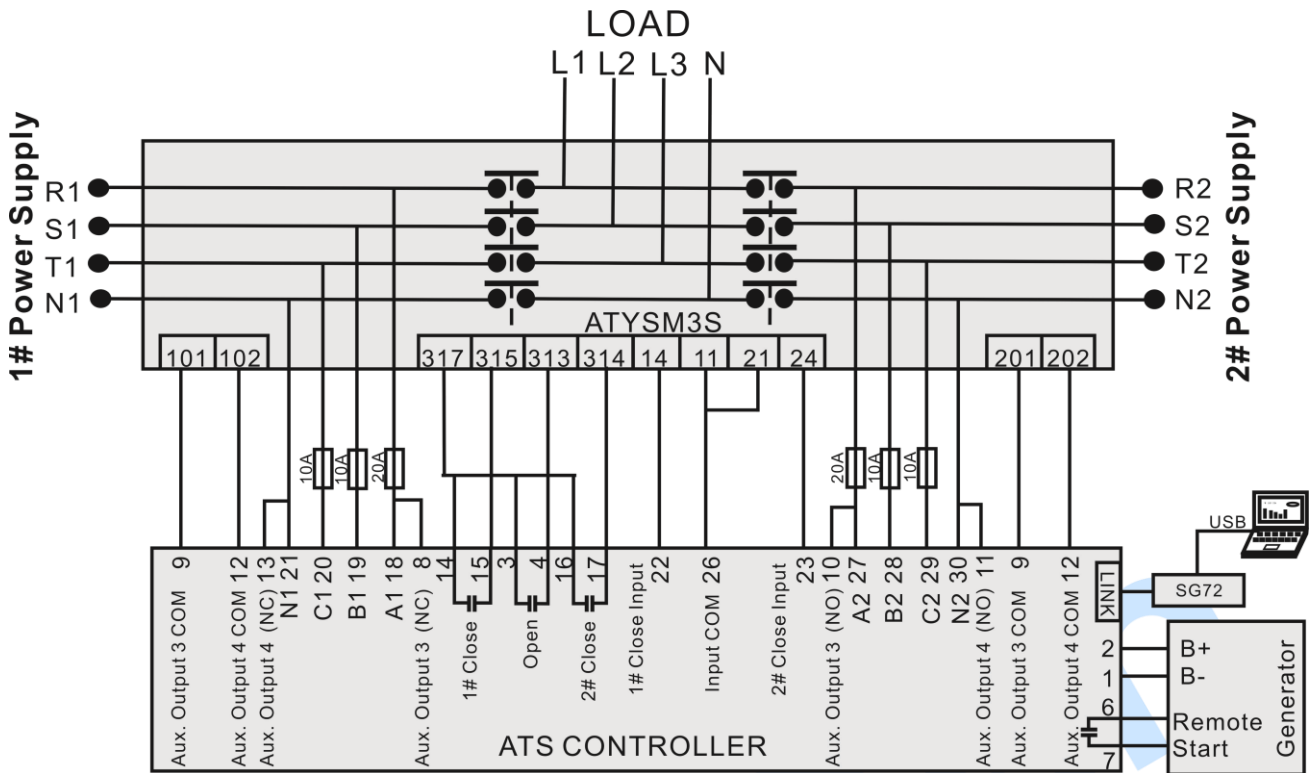 LOAD
L1 L2 L3 N
1# Power Supply
2# Power Supply
R1
S1
T1
N1
R2
S2
T2
N2
ATYSM3S
101 102
317 315 313 314 14 11 21 24
201 202
10A
10A
20A
20A
10A
10A
Aux. Output 3 COM 9
Aux. Output 4 COM 12
Aux. Output 4 (NC) 13
N1 21
C1 20
B1 19
A1 18
Aux. Output 3 (NC) 8
14
1# Close 15
3
Open 4
16
2# Close 17
1# Close Input 22
Input COM 26
2# Close Input 23
Aux. Output 3 (NO) 10
A2 27
B2 28
C2 29
N2 30
Aux. Output 4 (NO) 11
Aux. Output 3 COM 9
Aux. Output 4 COM 12
LINK
USB
SG72
2
1
6
7
B+
B-
Remote
Start
Generator
ATS CONTROLLER